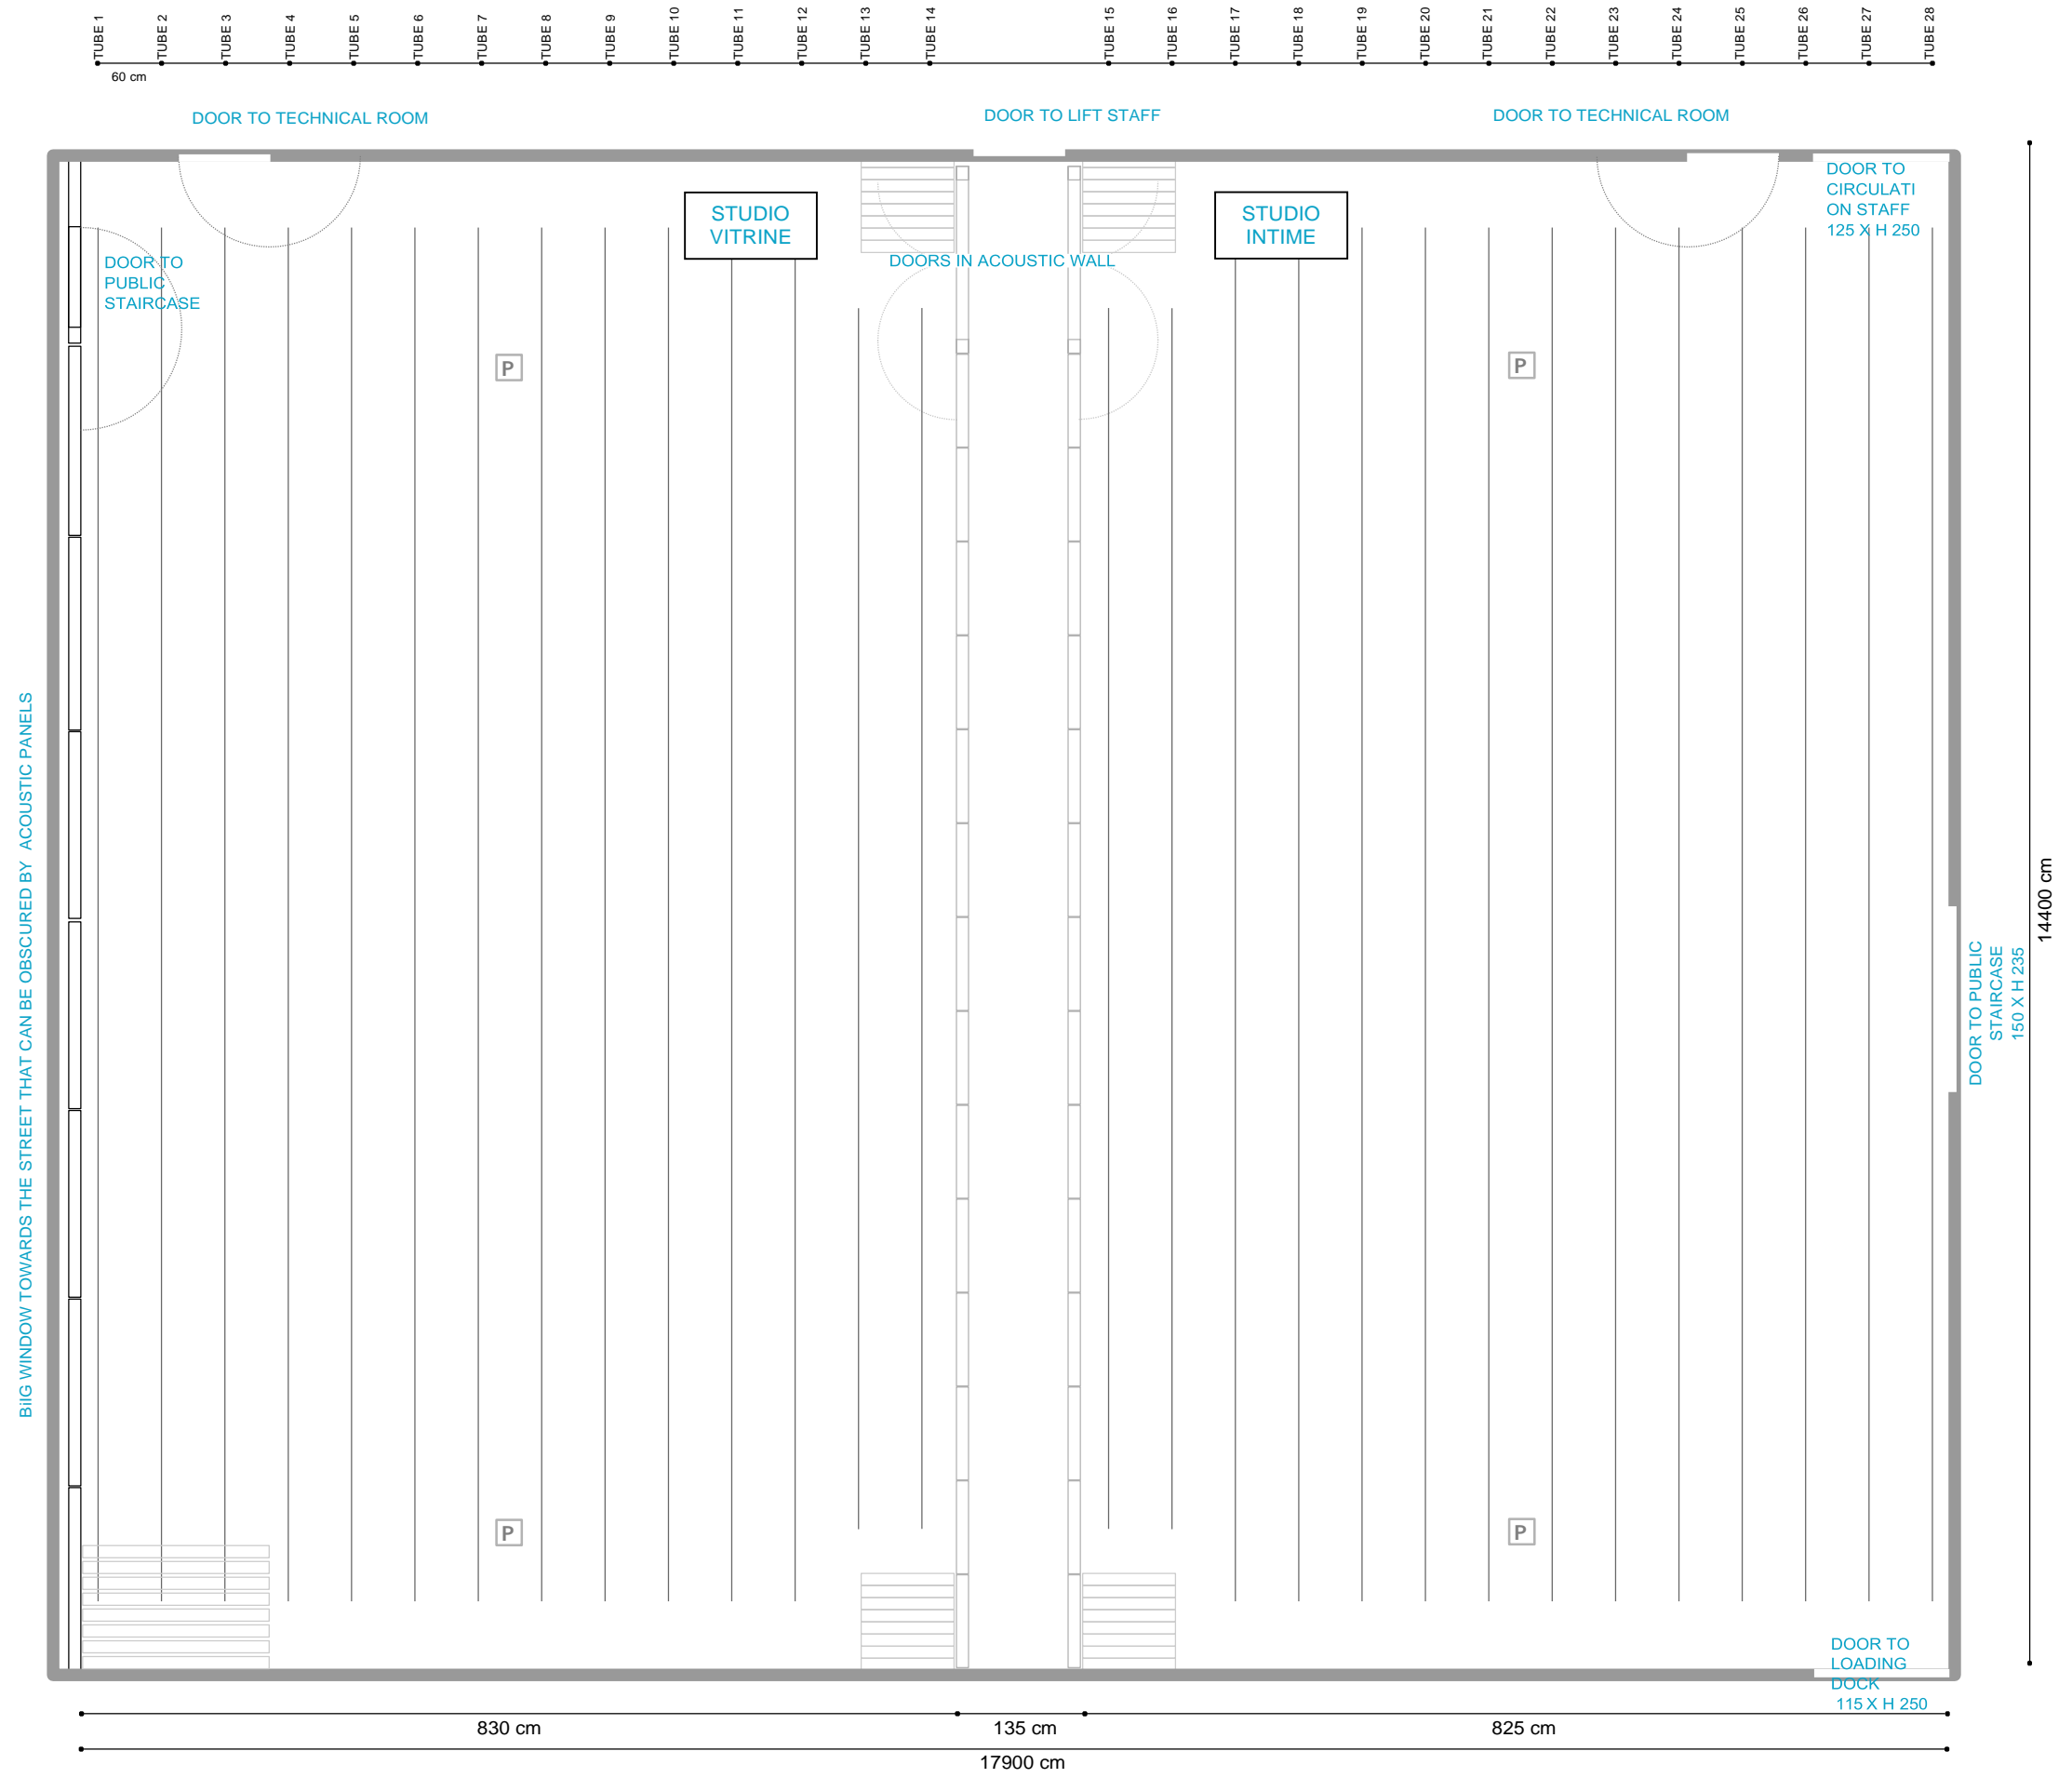 TUBE 1
TUBE 2
TUBE 3
TUBE 4
TUBE 5
TUBE 6
TUBE 7
TUBE 8
TUBE 9
TUBE 10
TUBE 11
TUBE 12
TUBE 13
TUBE 14
TUBE 15
TUBE 16
TUBE 17
TUBE 18
TUBE 19
TUBE 20
TUBE 21
TUBE 22
TUBE 23
TUBE 24
TUBE 25
TUBE 26
TUBE 27
TUBE 28
60 cm
DOOR TO TECHNICAL ROOM
DOOR TO LIFT STAFF
DOOR TO TECHNICAL ROOM
DOOR TO
CIRCULATI
ON STAFF
125 X H 250
STUDIO
VITRINE
STUDIO
INTIME
DOORS IN ACOUSTIC WALL
DOOR TO
PUBLIC
STAIRCASE
P
P
BiIG WINDOW TOWARDS THE STREET THAT CAN BE OBSCURED BY  ACOUSTIC PANELS
14400 cm
DOOR TO PUBLIC
STAIRCASE
150 X H 235
P
P
DOOR TO
LOADING
DOCK
115 X H 250
830 cm
135 cm
825 cm
17900 cm